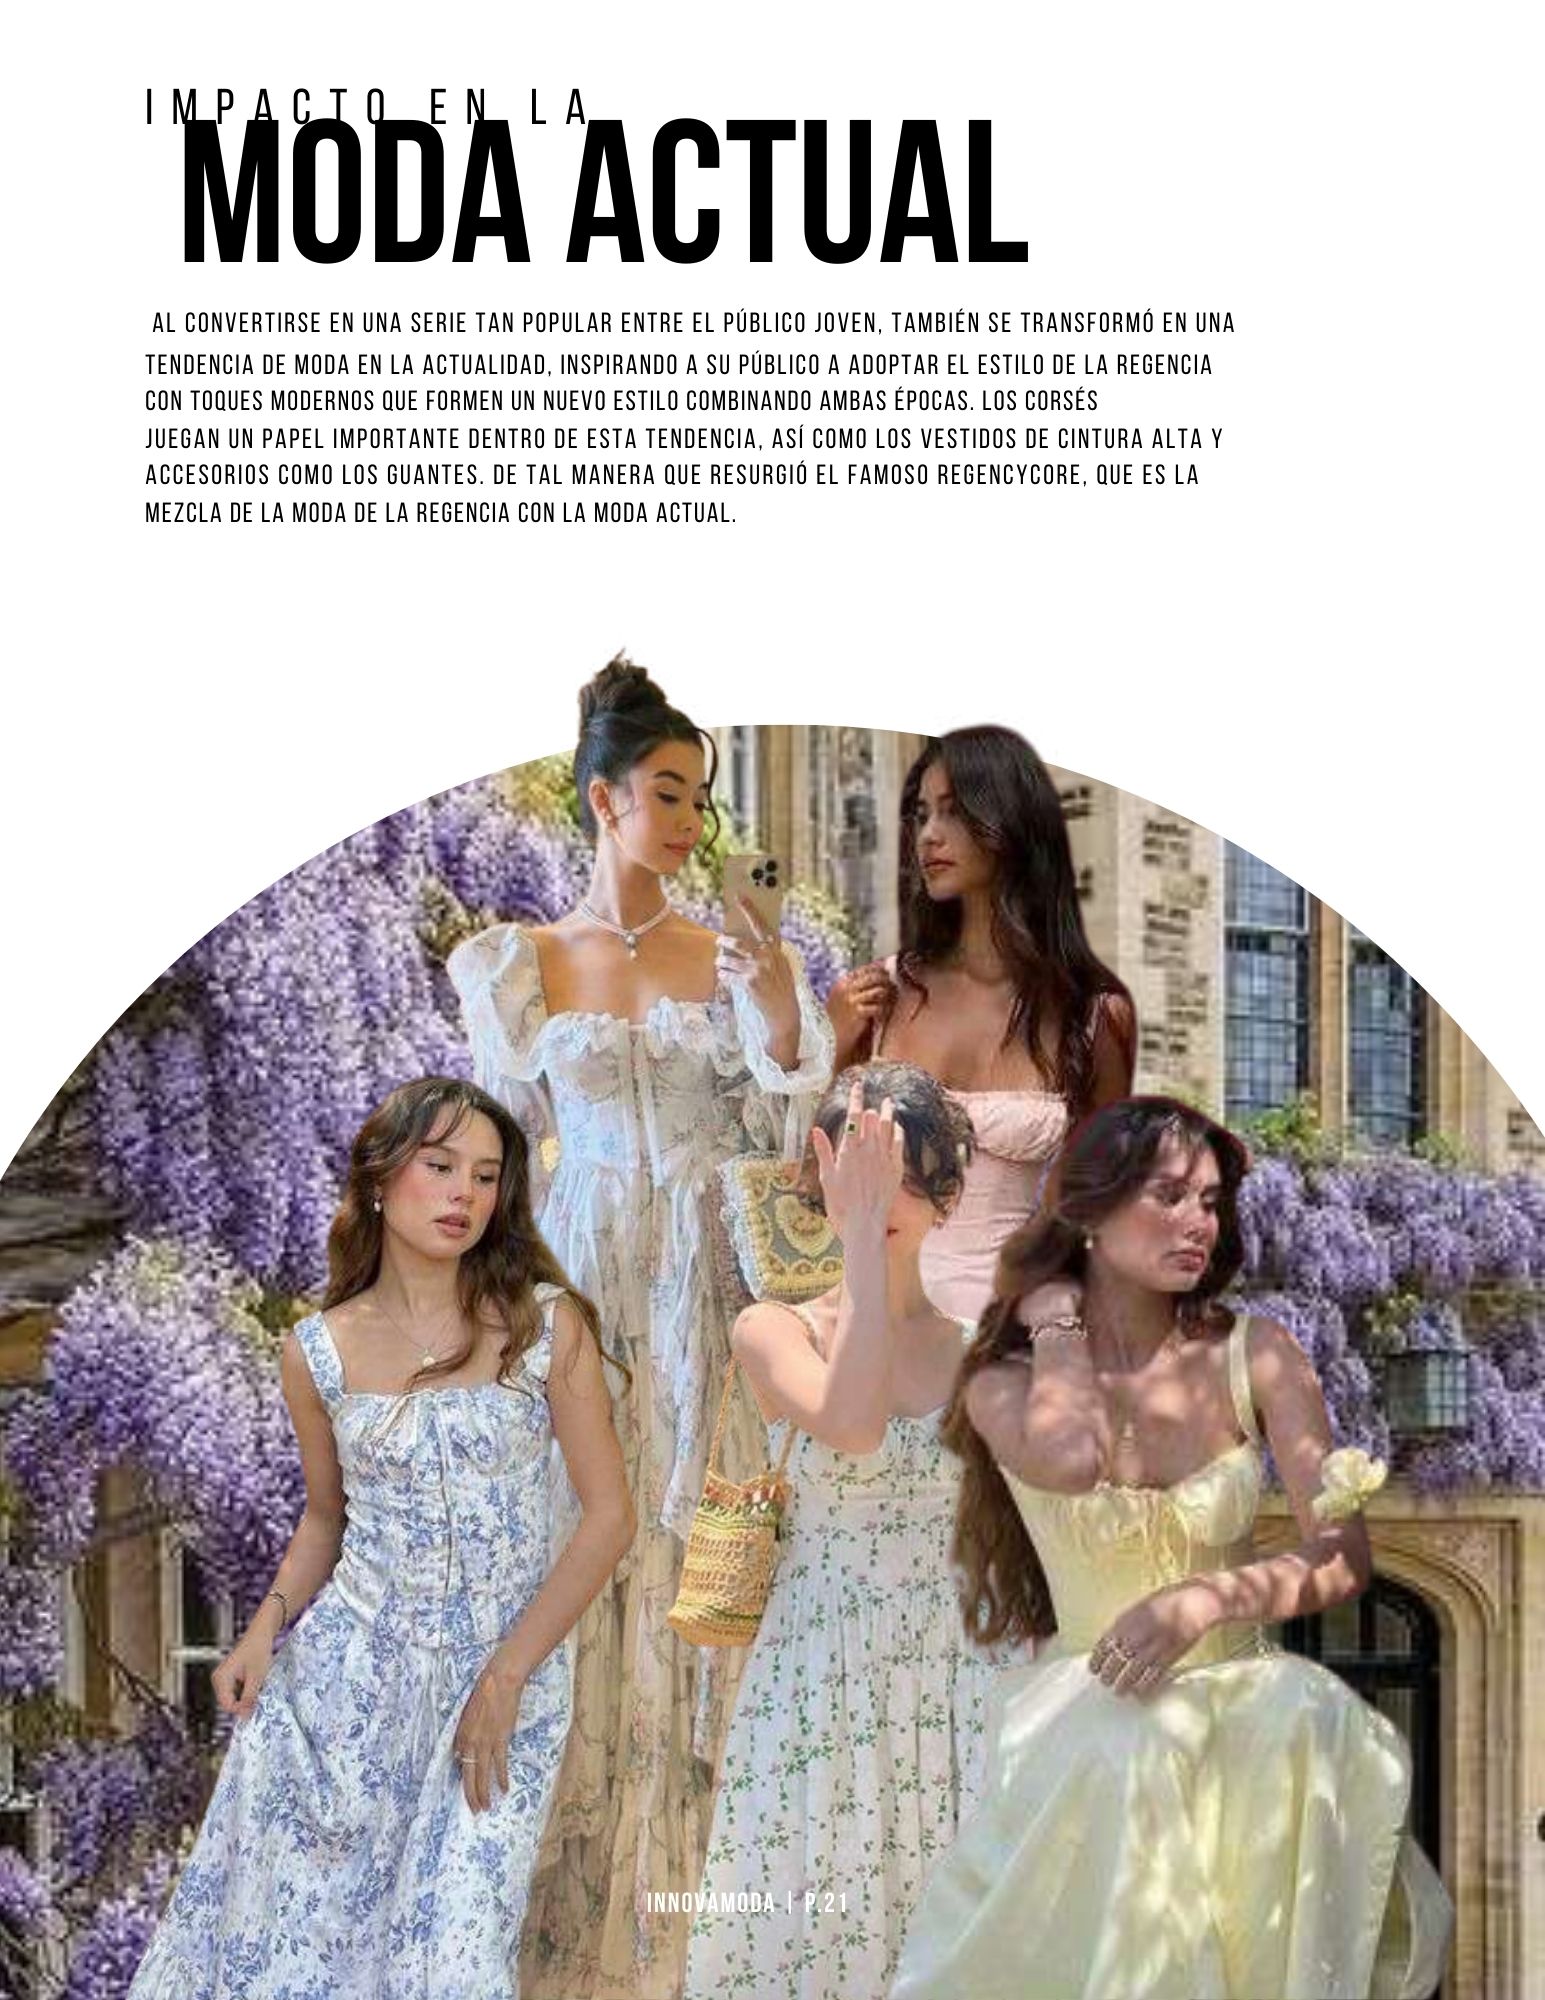 IMPACTO EN LA
MODA ACTUAL
AL CONVERTIRSE EN UNA SERIE TAN POPULAR ENTRE EL PÚBLICO JOVEN, TAMBIÉN SE TRANSFORMÓ EN UNA
TENDENCIA DE MODA EN LA ACTUALIDAD, INSPIRANDO A SU PÚBLICO A ADOPTAR EL ESTILO DE LA REGENCIA
CON TOQUES MODERNOS QUE FORMEN UN NUEVO ESTILO COMBINANDO AMBAS ÉPOCAS. LOS CORSÉS
JUEGAN UN PAPEL IMPORTANTE DENTRO DE ESTA TENDENCIA, ASÍ COMO LOS VESTIDOS DE CINTURA ALTA Y
ACCESORIOS COMO LOS GUANTES. DE TAL MANERA QUE RESURGIÓ EL FAMOSO REGENCYCORE, QUE ES LA
MEZCLA DE LA MODA DE LA REGENCIA CON LA MODA ACTUAL.
INNOVAMODA | P.21